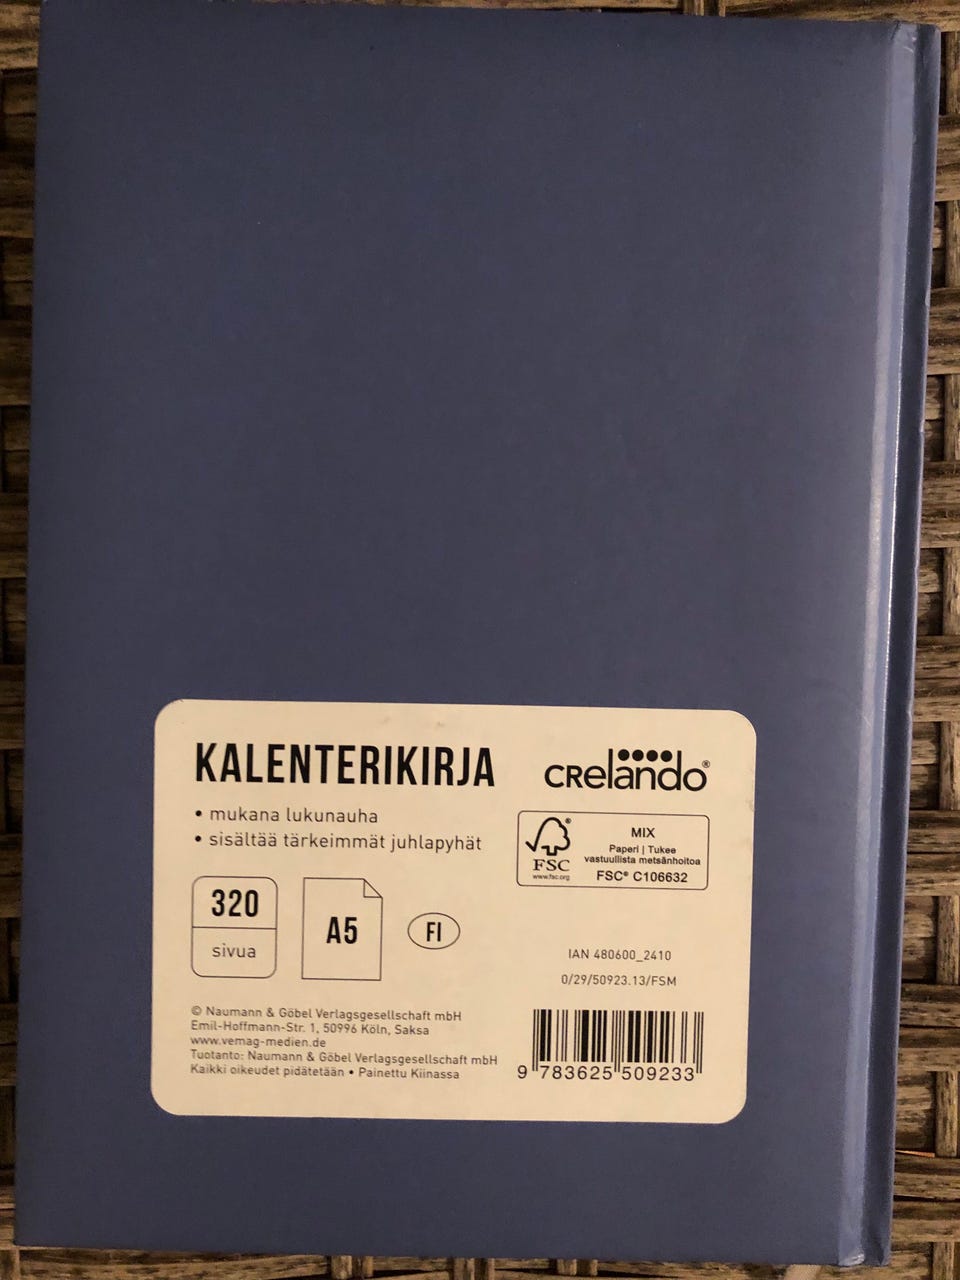 KALENTERIKIRJA
• mukana lukunauha
• sisältää tärkeimmät juhlapyhät
320
sivua
A5
FI
crelando®
FSC®
www.fsc.org
MIX
Paperi | Tukee
vastuullista metsänhoitoa
FSC® C106632
IAN 480600_2410
0/29/50923.13/FSM
© Naumann & Göbel Verlagsgesellschaft mbH
Emil-Hoffmann-Str. 1, 50996 Köln, Saksa
www.vemag-medien.de
Tuotanto: Naumann & Göbel Verlagsgesellschaft mbH
Kaikki oikeudet pidätetään • Painettu Kiinassa
9 783625 509233